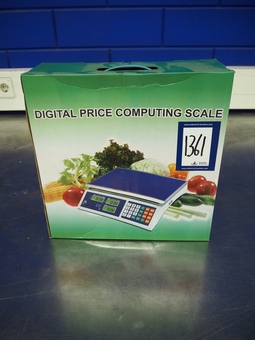 DIGITAL PRICE COMPUTING SCALE
1361